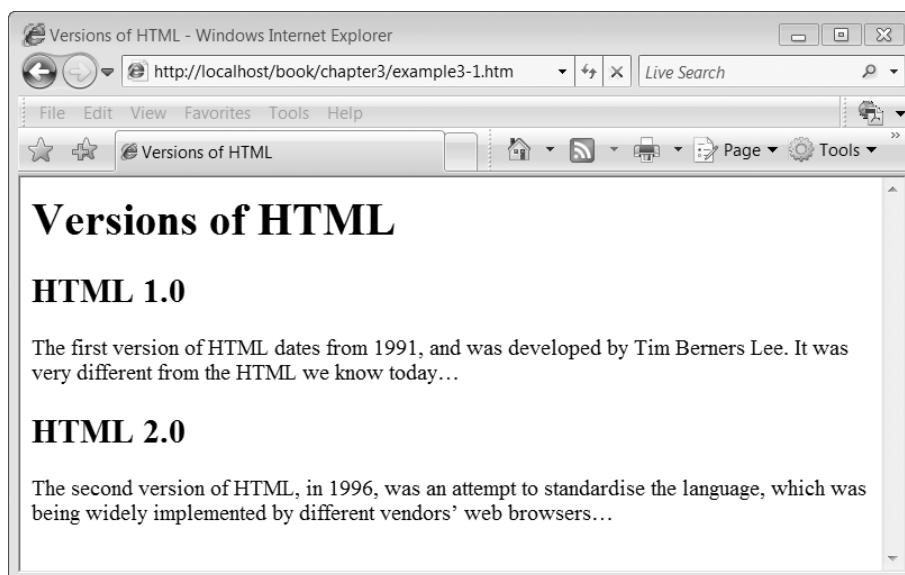 Versions of HTML - Windows Internet Explorer
http://localhost/book/chapter3/example3-1.htm
Live Search
File Edit View Favorites Tools Help
Versions of HTML
Page
Tools
»
Versions of HTML
HTML 1.0
The first version of HTML dates from 1991, and was developed by Tim Berners Lee. It was
very different from the HTML we know today…
HTML 2.0
The second version of HTML, in 1996, was an attempt to standardise the language, which was
being widely implemented by different vendors’ web browsers…